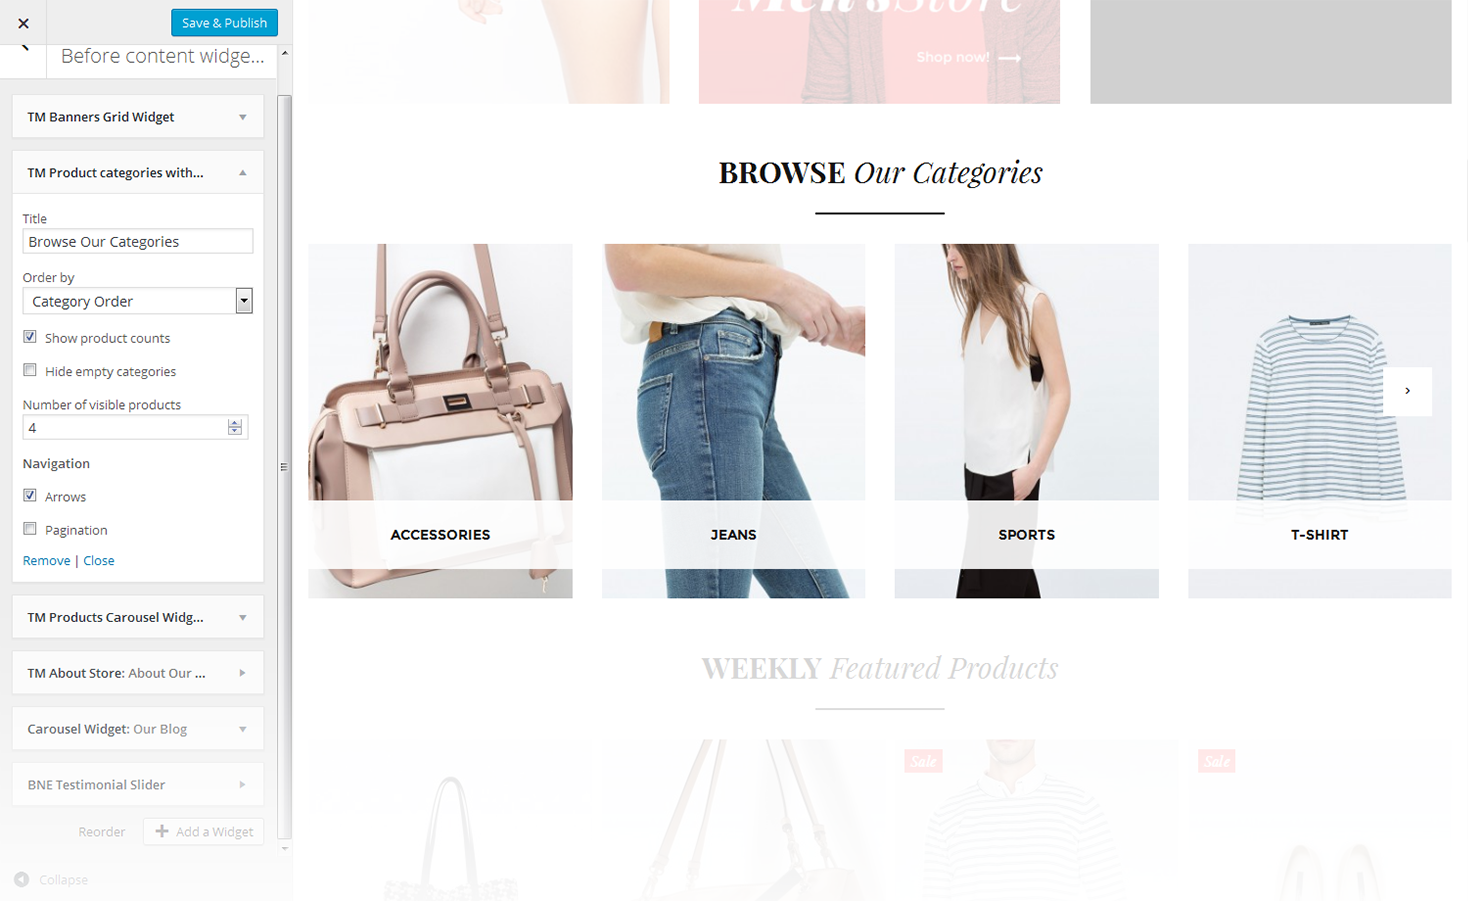 Save & Publish
Before content widge...
TM Banners Grid Widget
TM Product categories with...
Title
Browse Our Categories
Order by
Category Order
Show product counts
Hide empty categories
Number of visible products
4
Navigation
Arrows
Pagination
Remove | Close
TM Products Carousel Widg...
TM About Store: About Our ...
Carousel Widget: Our Blog
BNE Testimonial Slider
Reorder
Add a Widget
Collapse
Men's Store
Shop now!
BROWSE Our Categories
ACCESSORIES
JEANS
SPORTS
T-SHIRT
WEEKLY Featured Products
Sale
Sale